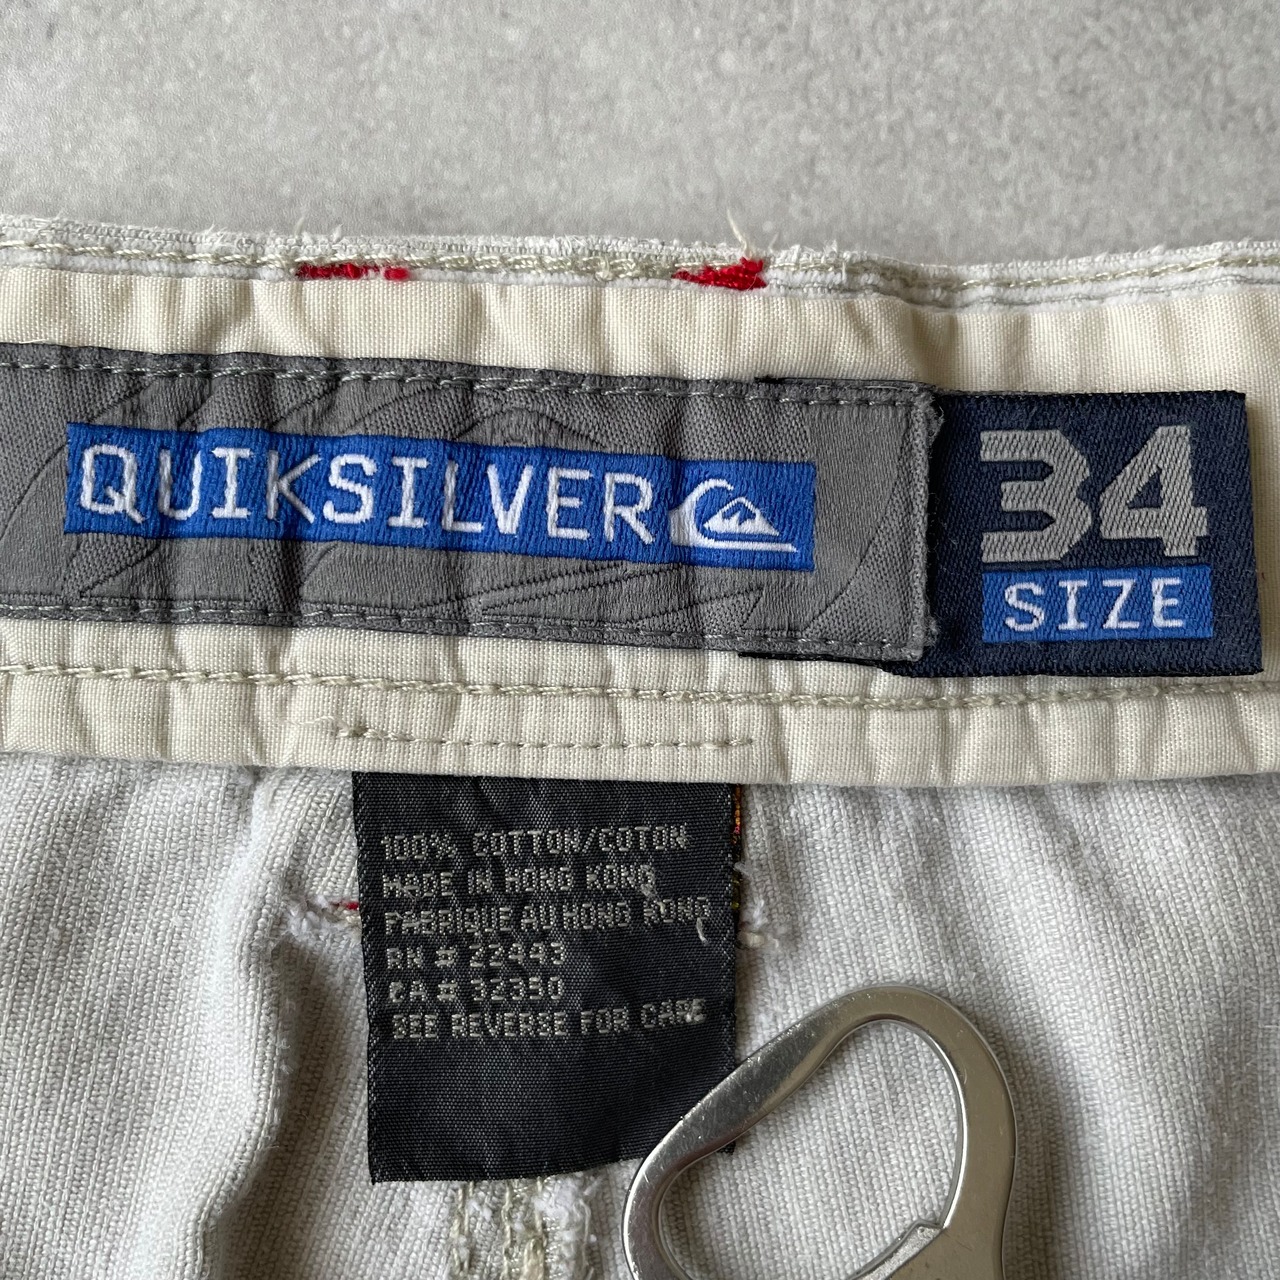 QUIKSILVER
34
SIZE
100% COTTON/COTON
MADE IN HONG KONG
FABRIQUE AU HONG KONG
RN # 22443
CA # 32350
SEE REVERSE FOR CARE